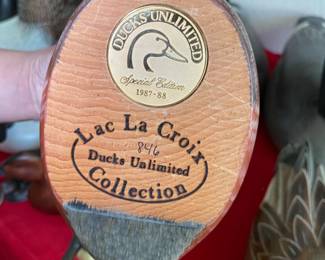 DUCKS UNLIMITED
Special Edition
1987-88
Lac La Croix
846
Ducks Unlimited
Collection